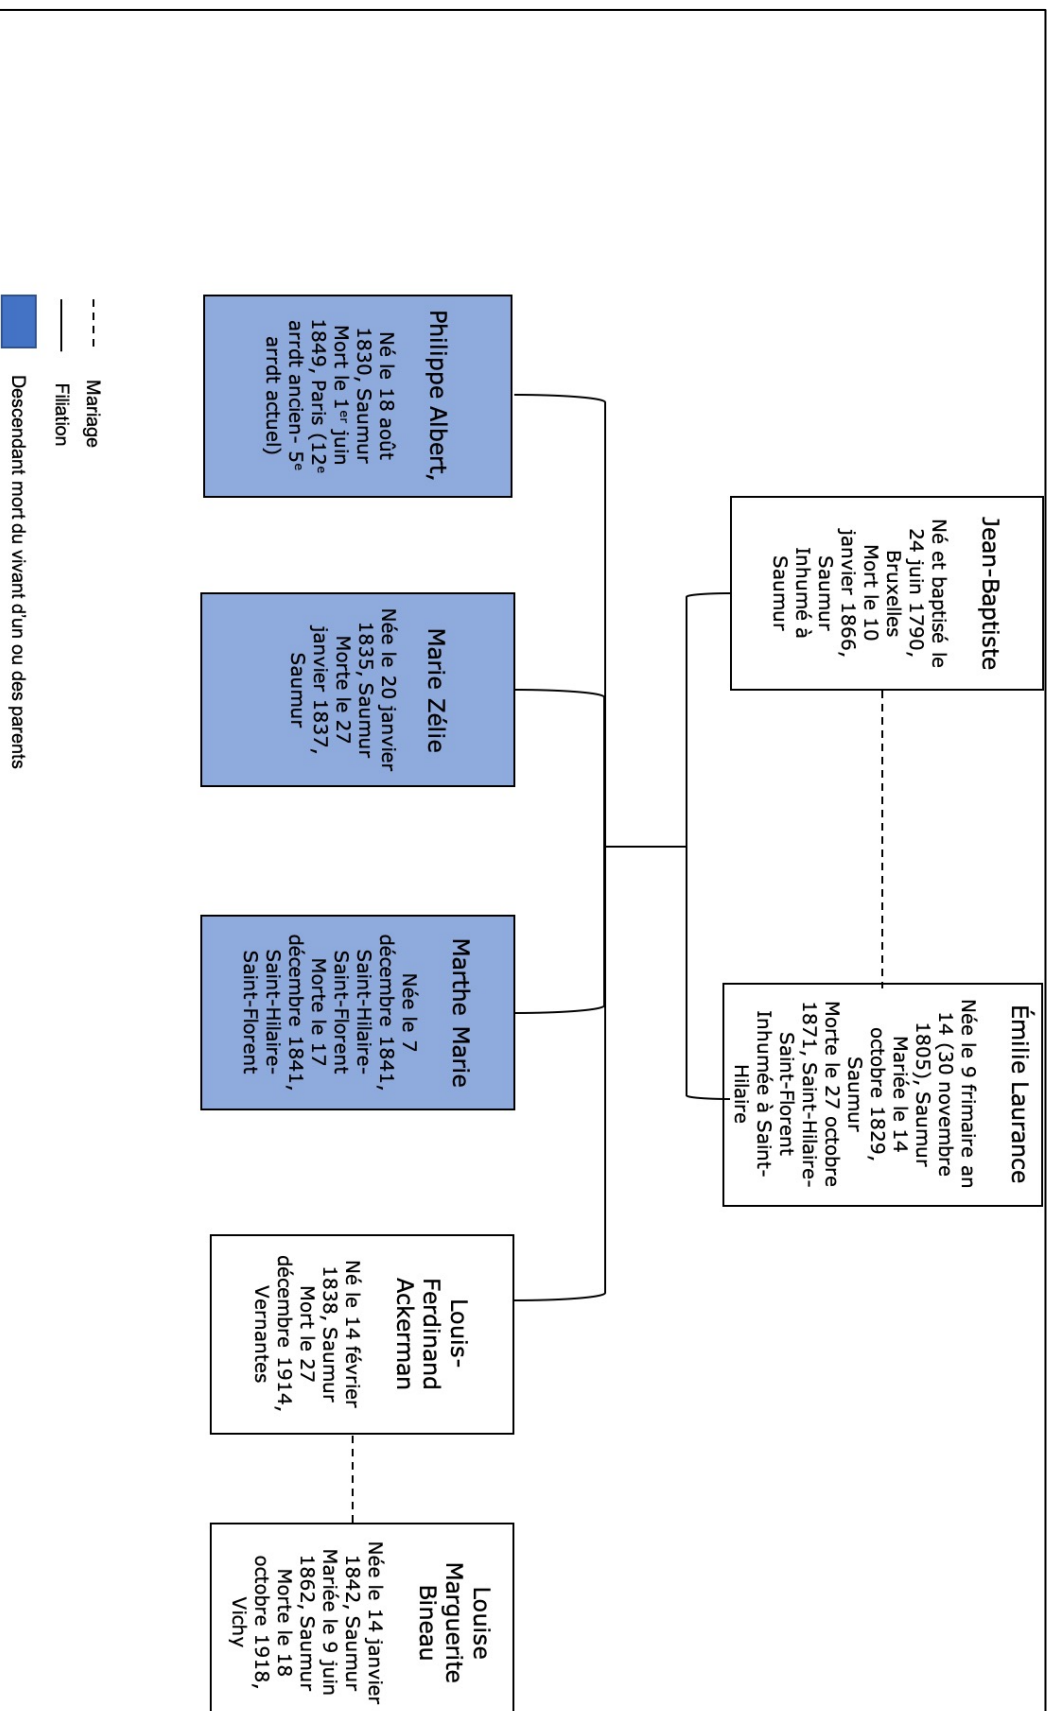 Jean-Baptiste
Né et baptisé le
24 juin 1790,
Bruxelles
Mort le 10
janvier 1866,
Saumur
Inhumé à
Saumur
Émilie Laurance
Née le 9 frimaire an
14 (30 novembre
1805), Saumur
Mariée le 14
octobre 1829,
Saumur
Morte le 27 octobre
1871, Saint-Hilaire-
Saint-Florent
Inhumée à Saint-
Hilaire
Philippe Albert,
Né le 18 août
1830, Saumur
Mort le 1er juin
1849, Paris (12e
arrdt ancien- 5e
arrdt actuel)
Marie Zélie
Née le 20 janvier
1835, Saumur
Morte le 27
janvier 1837,
Saumur
Marthe Marie
Née le 7
décembre 1841,
Saint-Hilaire-
Saint-Florent
Morte le 17
décembre 1841,
Saint-Hilaire-
Saint-Florent
Louis-
Ferdinand
Ackerman
Né le 14 février
1838, Saumur
Mort le 27
décembre 1914,
Vernantes
Louise
Marguerite
Bineau
Née le 14 janvier
1842, Saumur
Mariée le 9 juin
1862, Saumur
Morte le 18
octobre 1918,
Vichy
Mariage
Filiation
Descendant mort du vivant d'un ou des parents